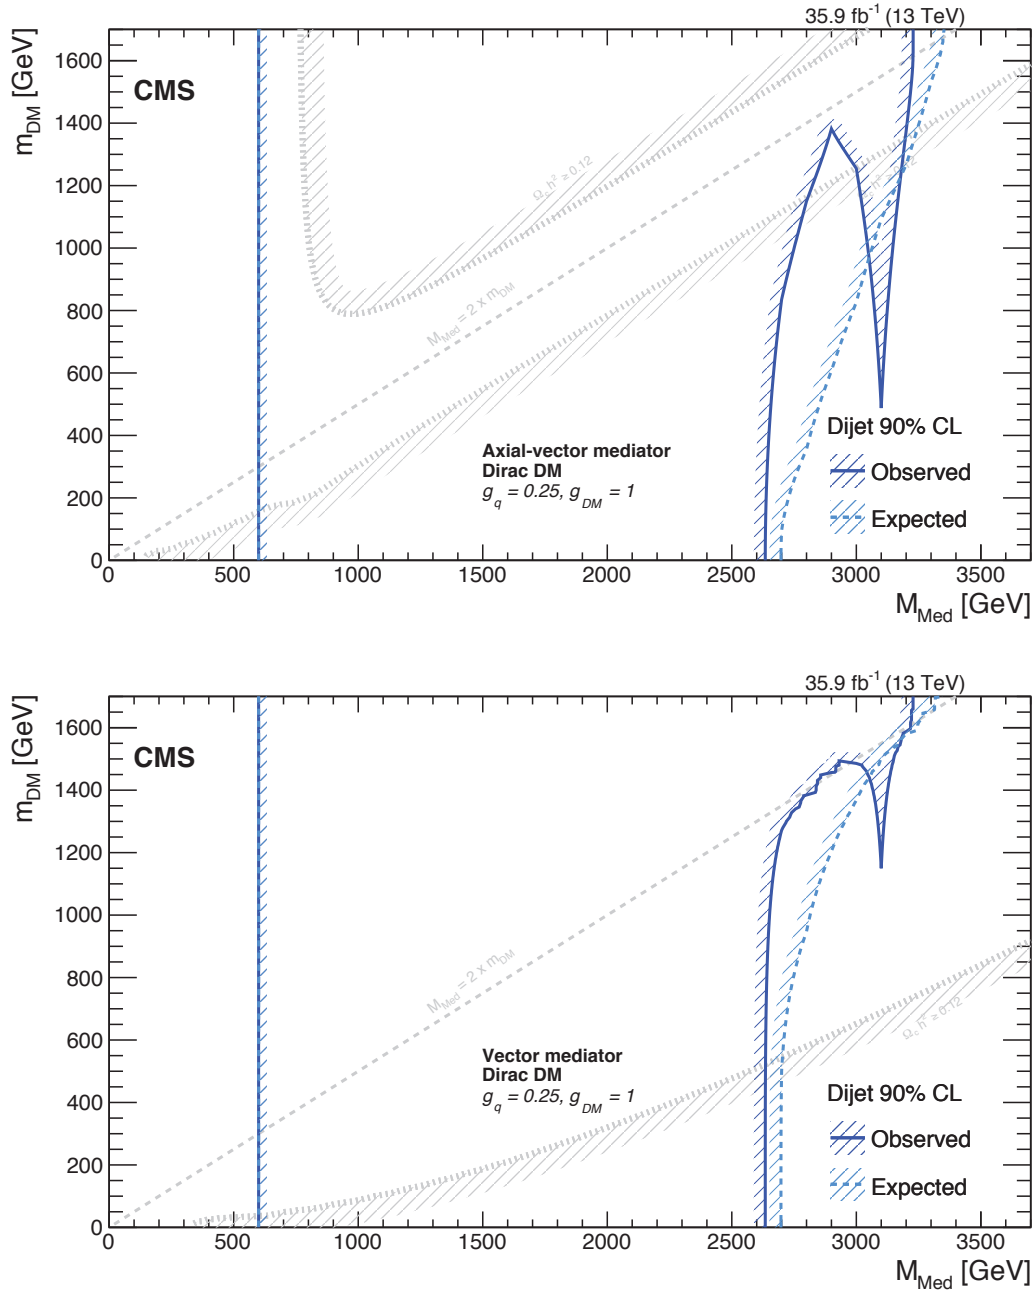 35.9 fb⁻¹ (13 TeV)
m_DM [GeV]
1600
1400
1200
1000
800
600
400
200
0
CMS
Ω_c h² ≥ 0.12
M_Med = 2 x m_DM
Axial-vector mediator
Dirac DM
g_q = 0.25, g_DM = 1
Dijet 90% CL
Observed
Expected
0 500 1000 1500 2000 2500 3000 3500
M_Med [GeV]
35.9 fb⁻¹ (13 TeV)
m_DM [GeV]
1600
1400
1200
1000
800
600
400
200
0
CMS
M_Med = 2 x m_DM
Ω_c h² ≥ 0.12
Vector mediator
Dirac DM
g_q = 0.25, g_DM = 1
Dijet 90% CL
Observed
Expected
0 500 1000 1500 2000 2500 3000 3500
M_Med [GeV]